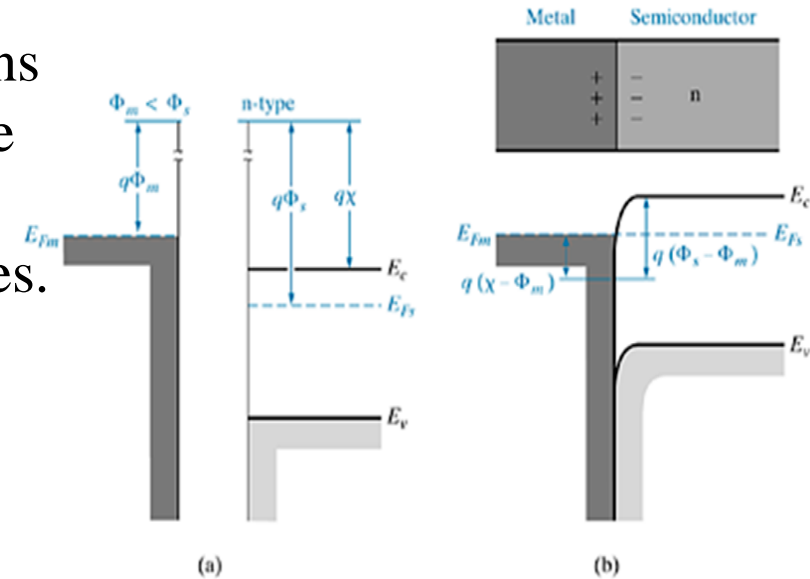 ns
e
es.
Φm < Φs
n-type
qΦm
qΦs
qχ
EFm
Ec
EFs
Ev
(a)
Metal Semiconductor
+ −
+ − n
+ −
Ec
EFm
EFs
q (Φs − Φm)
q (χ − Φm)
Ev
(b)